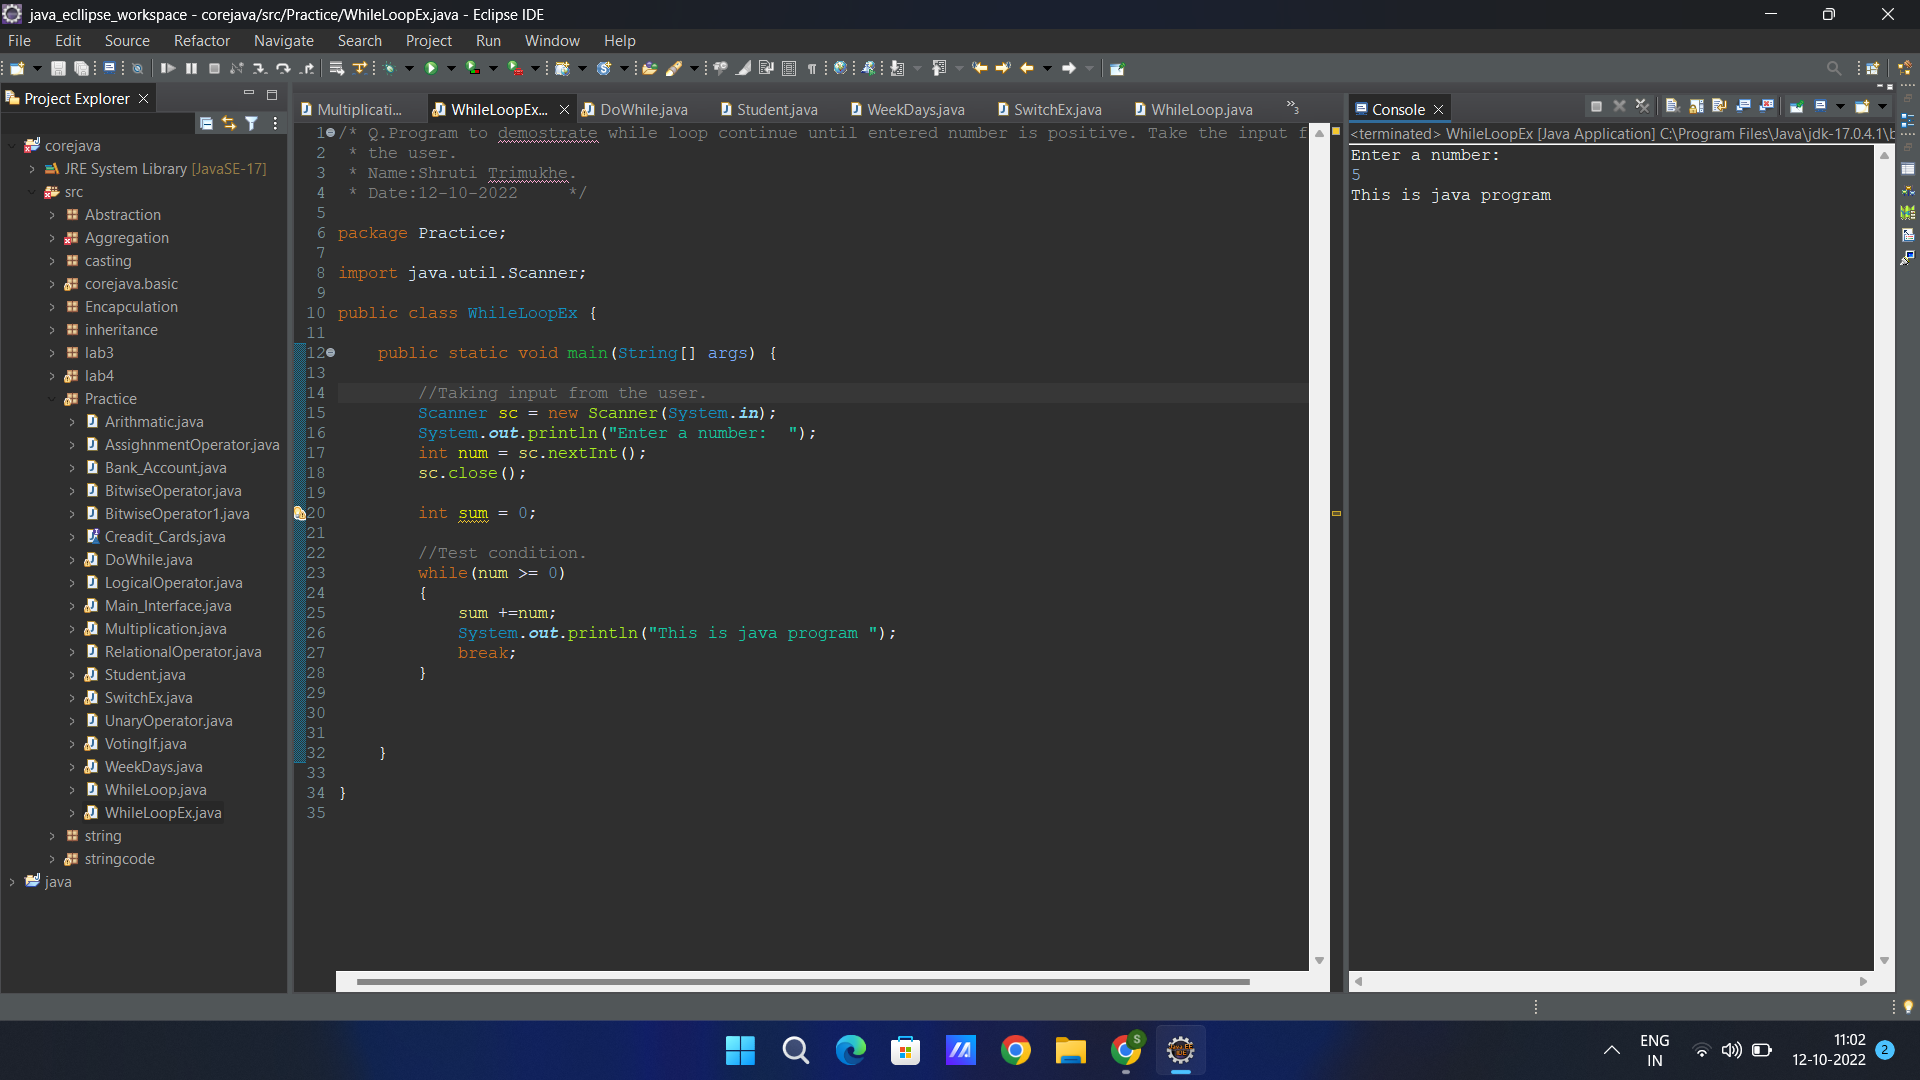 java_ecllipse_workspace - corejava/src/Practice/WhileLoopEx.java - Eclipse IDE
File Edit Source Refactor Navigate Search Project Run Window Help
Project Explorer
corejava
JRE System Library [JavaSE-17]
src
Abstraction
Aggregation
casting
corejava.basic
Encapculation
inheritance
lab3
lab4
Practice
Arithmatic.java
AssighnmentOperator.java
Bank_Account.java
BitwiseOperator.java
BitwiseOperator1.java
Creadit_Cards.java
DoWhile.java
LogicalOperator.java
Main_Interface.java
Multiplication.java
RelationalOperator.java
Student.java
SwitchEx.java
UnaryOperator.java
VotingIf.java
WeekDays.java
WhileLoop.java
WhileLoopEx.java
string
stringcode
java
Multiplicati... WhileLoopEx... DoWhile.java Student.java WeekDays.java SwitchEx.java WhileLoop.java »3
1 /* Q.Program to demostrate while loop continue until entered number is positive. Take the input f
2 * the user.
3 * Name:Shruti Trimukhe.
4 * Date:12-10-2022 */
5
6 package Practice;
7
8 import java.util.Scanner;
9
10 public class WhileLoopEx {
11
12 public static void main(String[] args) {
13
14 //Taking input from the user.
15 Scanner sc = new Scanner(System.in);
16 System.out.println("Enter a number:  ");
17 int num = sc.nextInt();
18 sc.close();
19
20 int sum = 0;
21
22 //Test condition.
23 while(num >= 0)
24 {
25 sum +=num;
26 System.out.println("This is java program ");
27 break;
28 }
29
30
31
32 }
33
34 }
35
Console
<terminated> WhileLoopEx [Java Application] C:\Program Files\Java\jdk-17.0.4.1\b
Enter a number:
5
This is java program
S
ENG
IN
11:02
12-10-2022
2